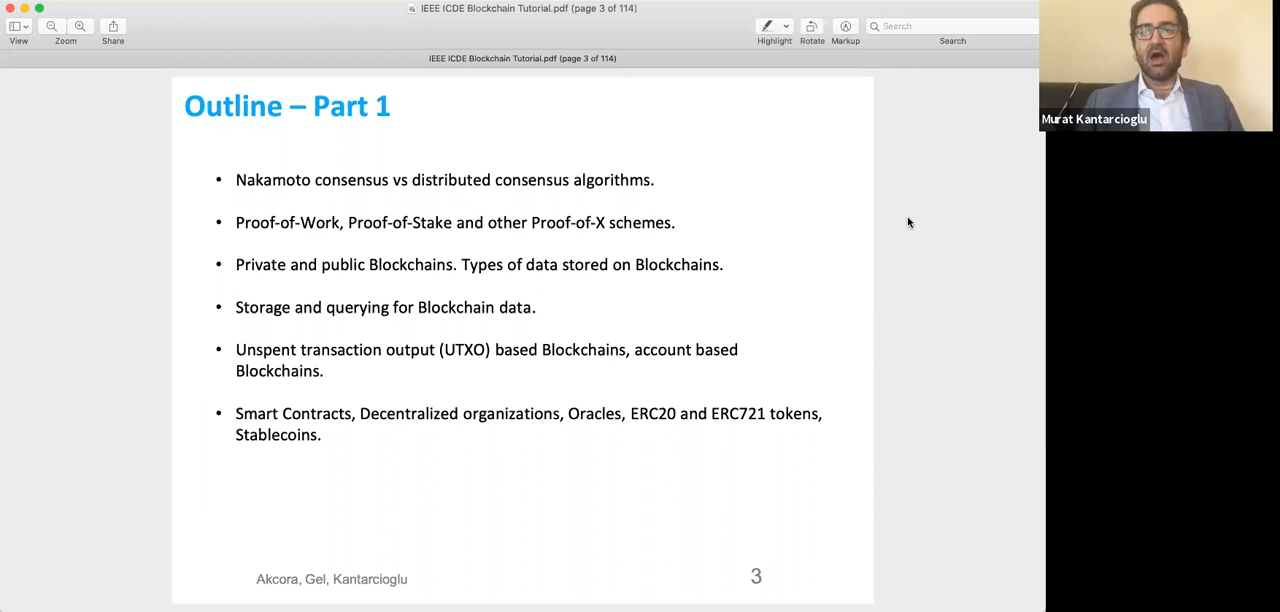 IEEE ICDE Blockchain Tutorial.pdf (page 3 of 114)
Search
View
Zoom
Share
Highlight
Rotate
Markup
Search
IEEE ICDE Blockchain Tutorial.pdf (page 3 of 114)
Murat Kantarcioglu
Outline – Part 1
• Nakamoto consensus vs distributed consensus algorithms.
• Proof-of-Work, Proof-of-Stake and other Proof-of-X schemes.
• Private and public Blockchains. Types of data stored on Blockchains.
• Storage and querying for Blockchain data.
• Unspent transaction output (UTXO) based Blockchains, account based
Blockchains.
• Smart Contracts, Decentralized organizations, Oracles, ERC20 and ERC721 tokens,
Stablecoins.
Akcora, Gel, Kantarcioglu
3